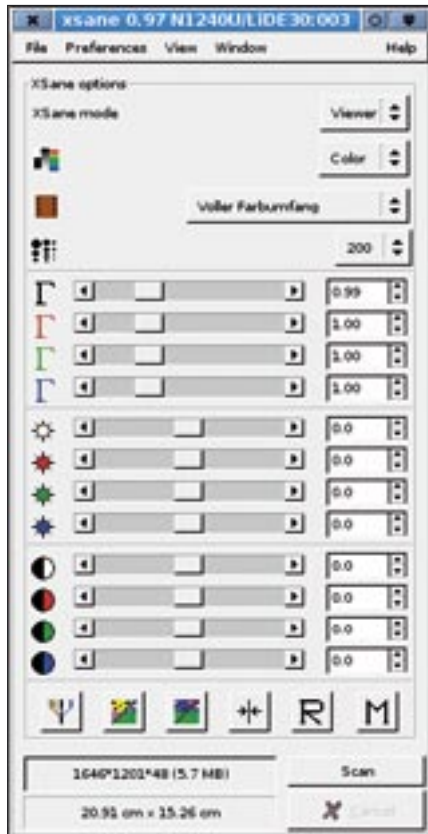 xsane 0.97 N1240U/LiDE30:003
File Preferences View Window Help
XSane options
XSane mode Viewer
Color
Voller Farbumfang
200
Γ 0.99
Γ 1.00
Γ 1.00
Γ 1.00
0.0
0.0
0.0
0.0
0.0
0.0
0.0
0.0
R M
1646*1201*48 (5.7 MB) Scan
20.91 cm x 15.26 cm Cancel